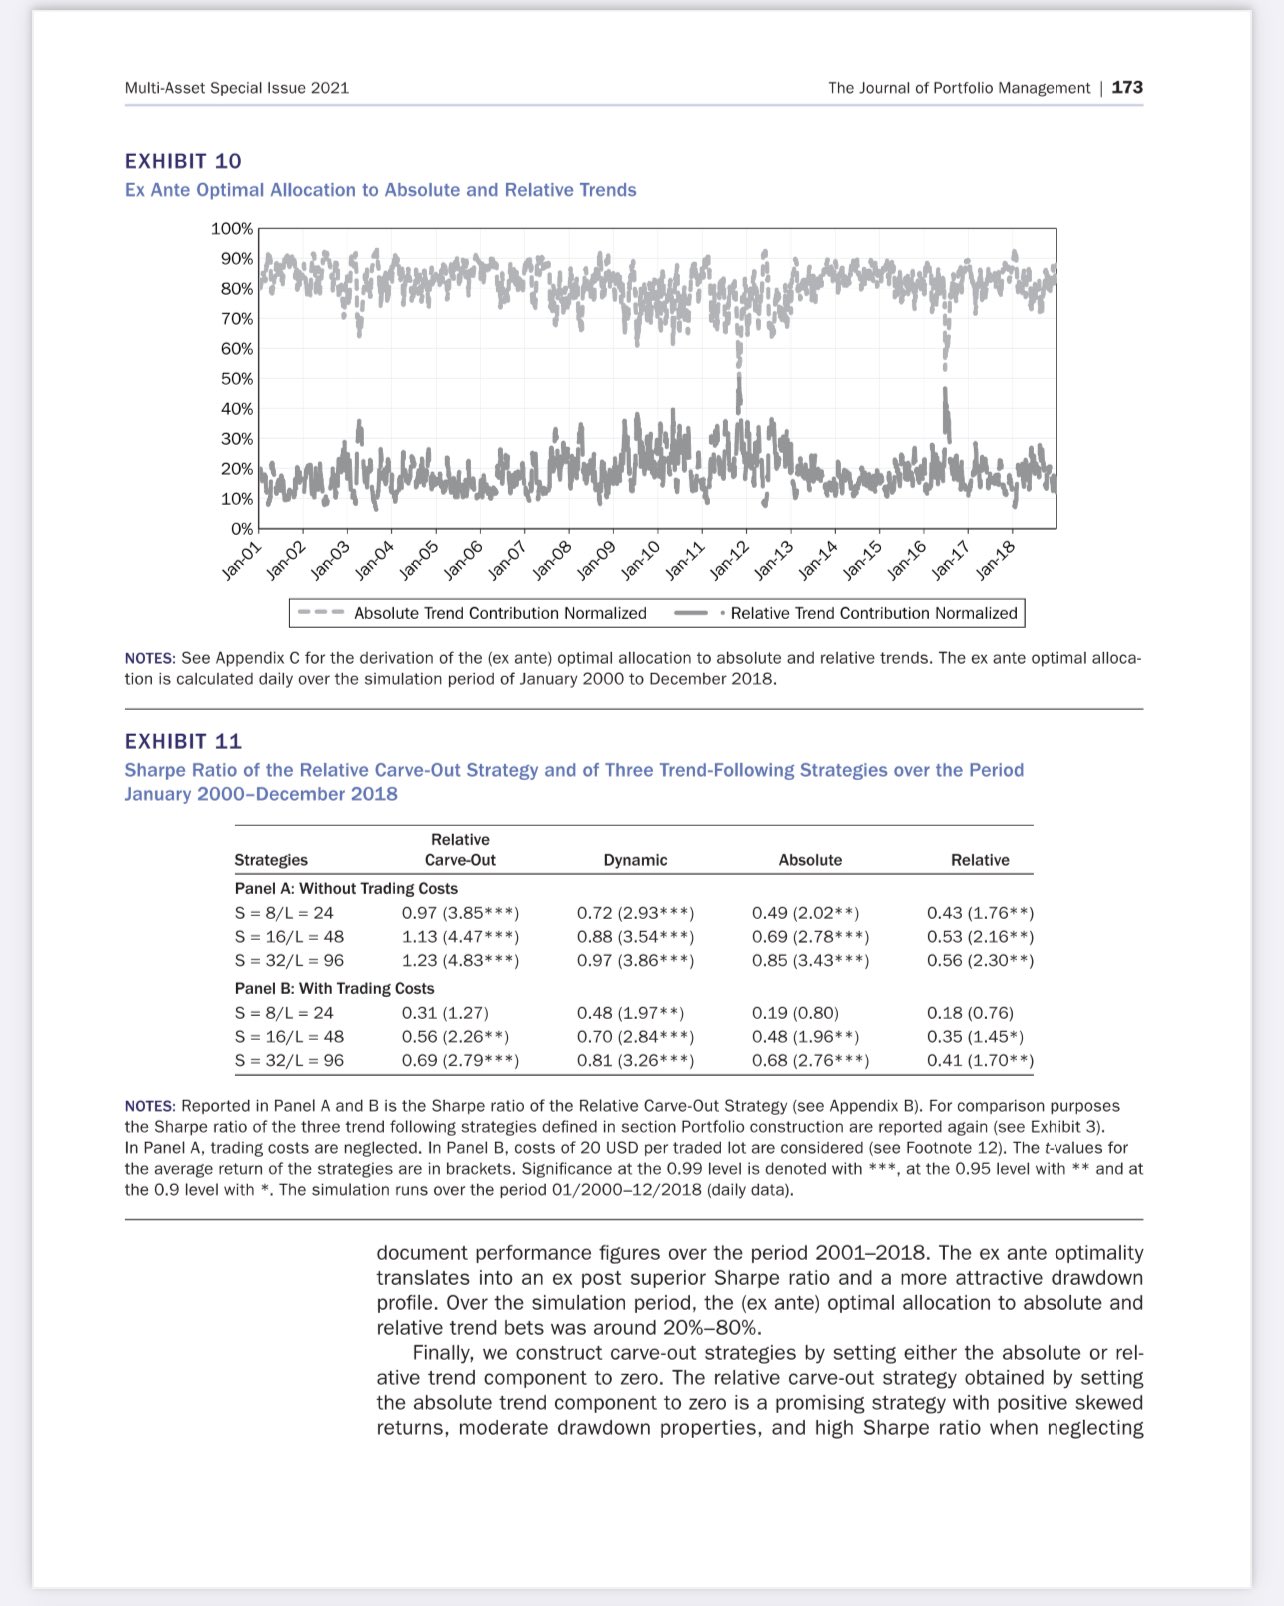 Multi-Asset Special Issue 2021
The Journal of Portfolio Management | 173
EXHIBIT 10
Ex Ante Optimal Allocation to Absolute and Relative Trends
100%
90%
80%
70%
60%
50%
40%
30%
20%
10%
0%
Jan-01
Jan-02
Jan-03
Jan-04
Jan-05
Jan-06
Jan-07
Jan-08
Jan-09
Jan-10
Jan-11
Jan-12
Jan-13
Jan-14
Jan-15
Jan-16
Jan-17
Jan-18
Absolute Trend Contribution Normalized
Relative Trend Contribution Normalized
NOTES: See Appendix C for the derivation of the (ex ante) optimal allocation to absolute and relative trends. The ex ante optimal alloca-
tion is calculated daily over the simulation period of January 2000 to December 2018.
EXHIBIT 11
Sharpe Ratio of the Relative Carve-Out Strategy and of Three Trend-Following Strategies over the Period
January 2000–December 2018
Relative
Strategies Carve-Out Dynamic Absolute Relative
Panel A: Without Trading Costs
S = 8/L = 24 0.97 (3.85***) 0.72 (2.93***) 0.49 (2.02**) 0.43 (1.76**)
S = 16/L = 48 1.13 (4.47***) 0.88 (3.54***) 0.69 (2.78***) 0.53 (2.16**)
S = 32/L = 96 1.23 (4.83***) 0.97 (3.86***) 0.85 (3.43***) 0.56 (2.30**)
Panel B: With Trading Costs
S = 8/L = 24 0.31 (1.27) 0.48 (1.97**) 0.19 (0.80) 0.18 (0.76)
S = 16/L = 48 0.56 (2.26**) 0.70 (2.84***) 0.48 (1.96**) 0.35 (1.45*)
S = 32/L = 96 0.69 (2.79***) 0.81 (3.26***) 0.68 (2.76***) 0.41 (1.70**)
NOTES: Reported in Panel A and B is the Sharpe ratio of the Relative Carve-Out Strategy (see Appendix B). For comparison purposes
the Sharpe ratio of the three trend following strategies defined in section Portfolio construction are reported again (see Exhibit 3).
In Panel A, trading costs are neglected. In Panel B, costs of 20 USD per traded lot are considered (see Footnote 12). The t-values for
the average return of the strategies are in brackets. Significance at the 0.99 level is denoted with ***, at the 0.95 level with ** and at
the 0.9 level with *. The simulation runs over the period 01/2000–12/2018 (daily data).
document performance figures over the period 2001–2018. The ex ante optimality
translates into an ex post superior Sharpe ratio and a more attractive drawdown
profile. Over the simulation period, the (ex ante) optimal allocation to absolute and
relative trend bets was around 20%–80%.
Finally, we construct carve-out strategies by setting either the absolute or rel-
ative trend component to zero. The relative carve-out strategy obtained by setting
the absolute trend component to zero is a promising strategy with positive skewed
returns, moderate drawdown properties, and high Sharpe ratio when neglecting